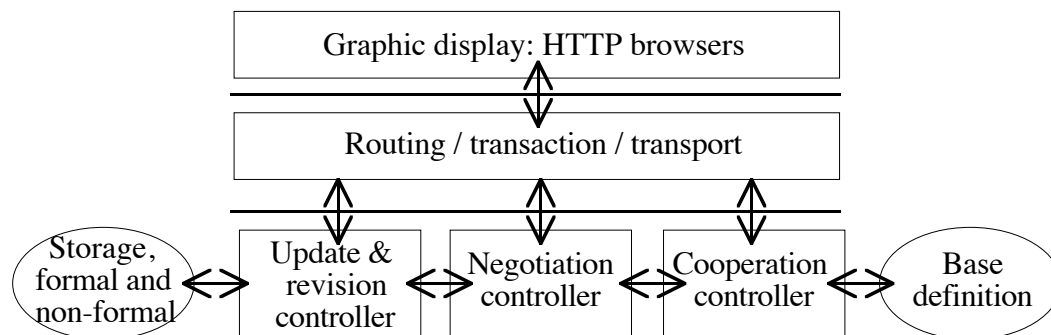 Graphic display: HTTP browsers
Routing / transaction / transport
Storage,
formal and
non-formal
Update &
revision
controller
Negotiation
controller
Cooperation
controller
Base
definition